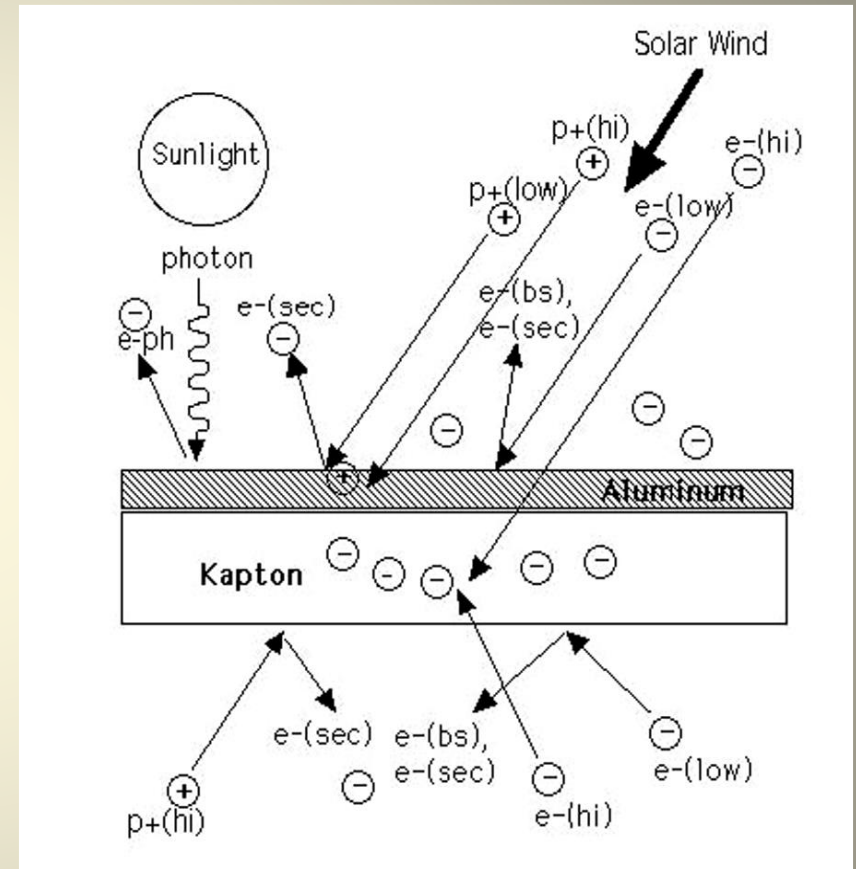 Solar Wind
Sunlight
p+(hi)
e-(hi)
p+(low)
e-(low)
photon
e-ph
e-(sec)
e-(bs),
e-(sec)
Aluminum
Kapton
e-(sec)
e-(bs),
e-(sec)
p+(hi)
e-(hi)
e-(low)